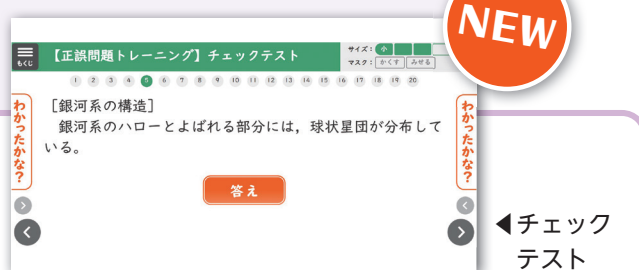 NEW
もくじ
【正誤問題トレーニング】チェックテスト
サイズ： 小
マスク： かくす みせる
1 2 3 4 5 6 7 8 9 10 11 12 13 14 15 16 17 18 19 20
わかったかな？
［銀河系の構造］
銀河系のハローとよばれる部分には，球状星団が分布して
いる。
わかったかな？
答え
◀チェック
テスト